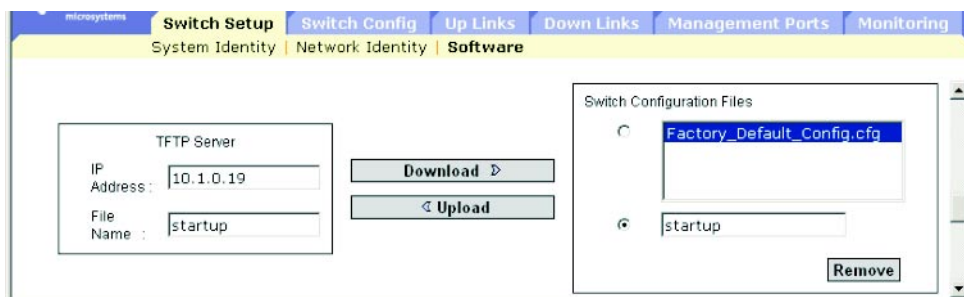 microsystems
Switch Setup Switch Config Up Links Down Links Management Ports Monitoring
System Identity | Network Identity | Software
Switch Configuration Files
Factory_Default_Config.cfg
TFTP Server
IP Address : 10.1.0.19
File Name : startup
Download
Upload
startup
Remove